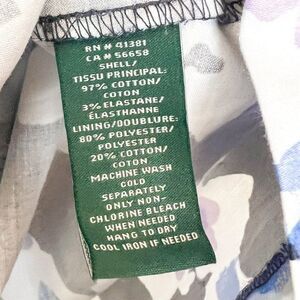 RN # 41381
CA # 56658
SHELL/
TISSU PRINCIPAL:
97% COTTON/
COTON
3% ELASTANE/
ÉLASTHANNE
LINING/DOUBLURE:
80% POLYESTER/
POLYESTER
20% COTTON/
COTON
MACHINE WASH
COLD
SEPARATELY
ONLY NON-
CHLORINE BLEACH
WHEN NEEDED
HANG TO DRY
COOL IRON IF NEEDED